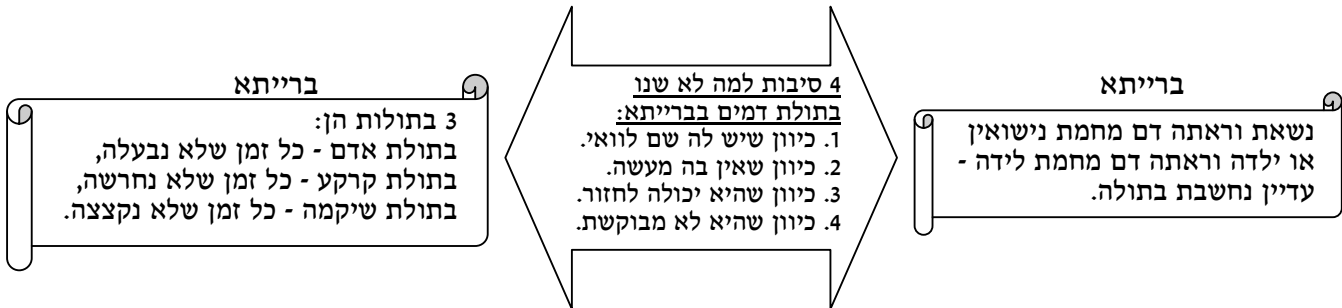 ברייתא
נשאת וראתה דם מחמת נישואין
או ילדה וראתה דם מחמת לידה -
עדיין נחשבת בתולה.
4 סיבות למה לא שנו
בתולת דמים בברייתא:
1. כיוון שיש לה שם לוואי.
2. כיוון שאין בה מעשה.
3. כיוון שהיא יכולה לחזור.
4. כיוון שהיא לא מבוקשת.
ברייתא
3 בתולות הן:
בתולת אדם - כל זמן שלא נבעלה,
בתולת קרקע - כל זמן שלא נחרשה,
בתולת שיקמה - כל זמן שלא נקצצה.